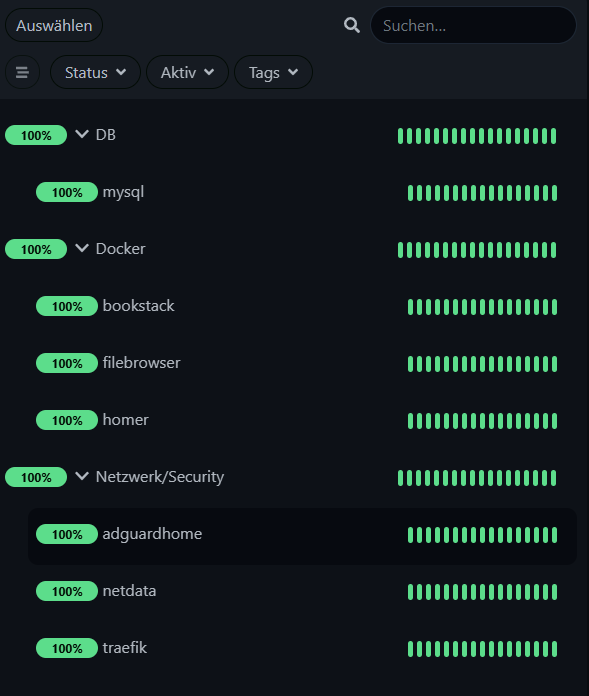 Auswählen Suchen...
Status Aktiv Tags
100% DB
100% mysql
100% Docker
100% bookstack
100% filebrowser
100% homer
100% Netzwerk/Security
100% adguardhome
100% netdata
100% traefik